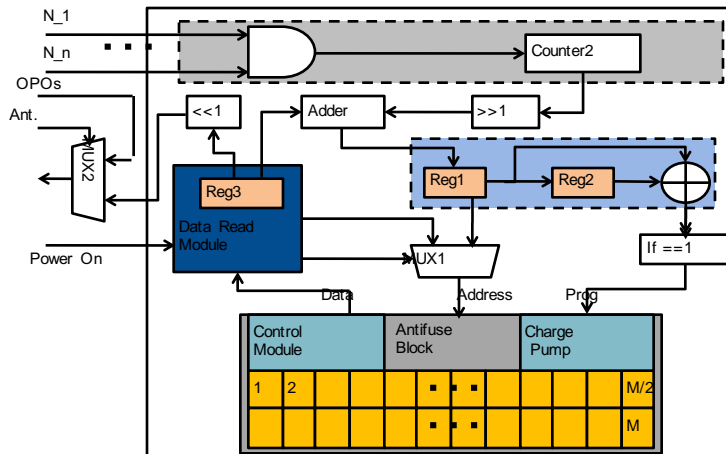 N_1
N_n
OPOs
Ant.
MUX2
Power On
Counter2
<<1
Adder
>>1
Reg3
Data Read
Module
Reg1
Reg2
UX1
If ==1
Data
Address
Prog
Control
Module
Antifuse
Block
Charge
Pump
1
2
M/2
M